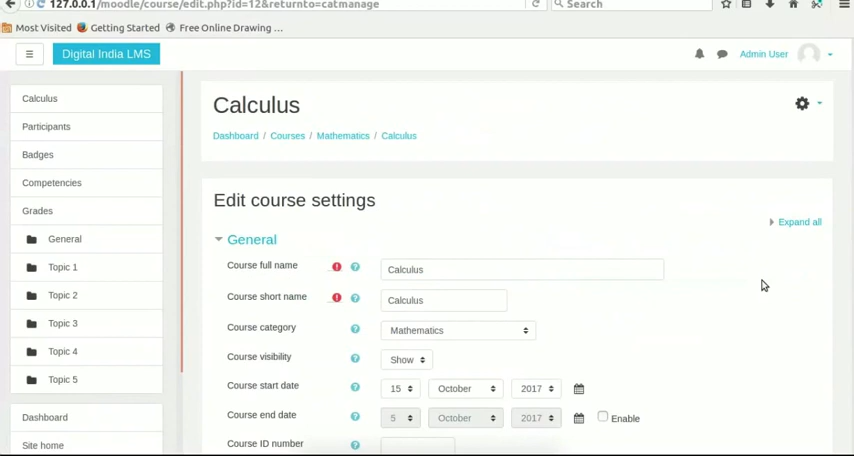 127.0.0.1/moodle/course/edit.php?id=12&returnto=catmanage
Search
Most Visited Getting Started Free Online Drawing ...
Digital India LMS
Admin User
Calculus
Participants
Badges
Competencies
Grades
General
Topic 1
Topic 2
Topic 3
Topic 4
Topic 5
Dashboard
Site home
Calculus
Dashboard / Courses / Mathematics / Calculus
Edit course settings
Expand all
General
Course full name ! ? Calculus
Course short name ! ? Calculus
Course category ? Mathematics
Course visibility ? Show
Course start date ? 15 October 2017
Course end date ? 5 October 2017 Enable
Course ID number ?